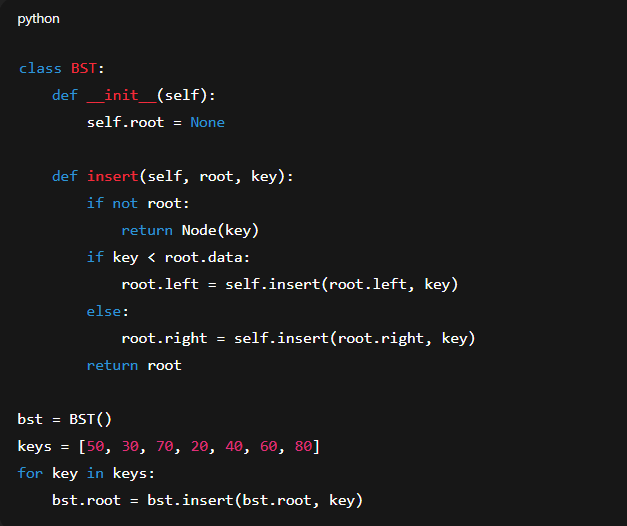 python
class BST:
    def __init__(self):
        self.root = None
    def insert(self, root, key):
        if not root:
            return Node(key)
        if key < root.data:
            root.left = self.insert(root.left, key)
        else:
            root.right = self.insert(root.right, key)
        return root
bst = BST()
keys = [50, 30, 70, 20, 40, 60, 80]
for key in keys:
    bst.root = bst.insert(bst.root, key)